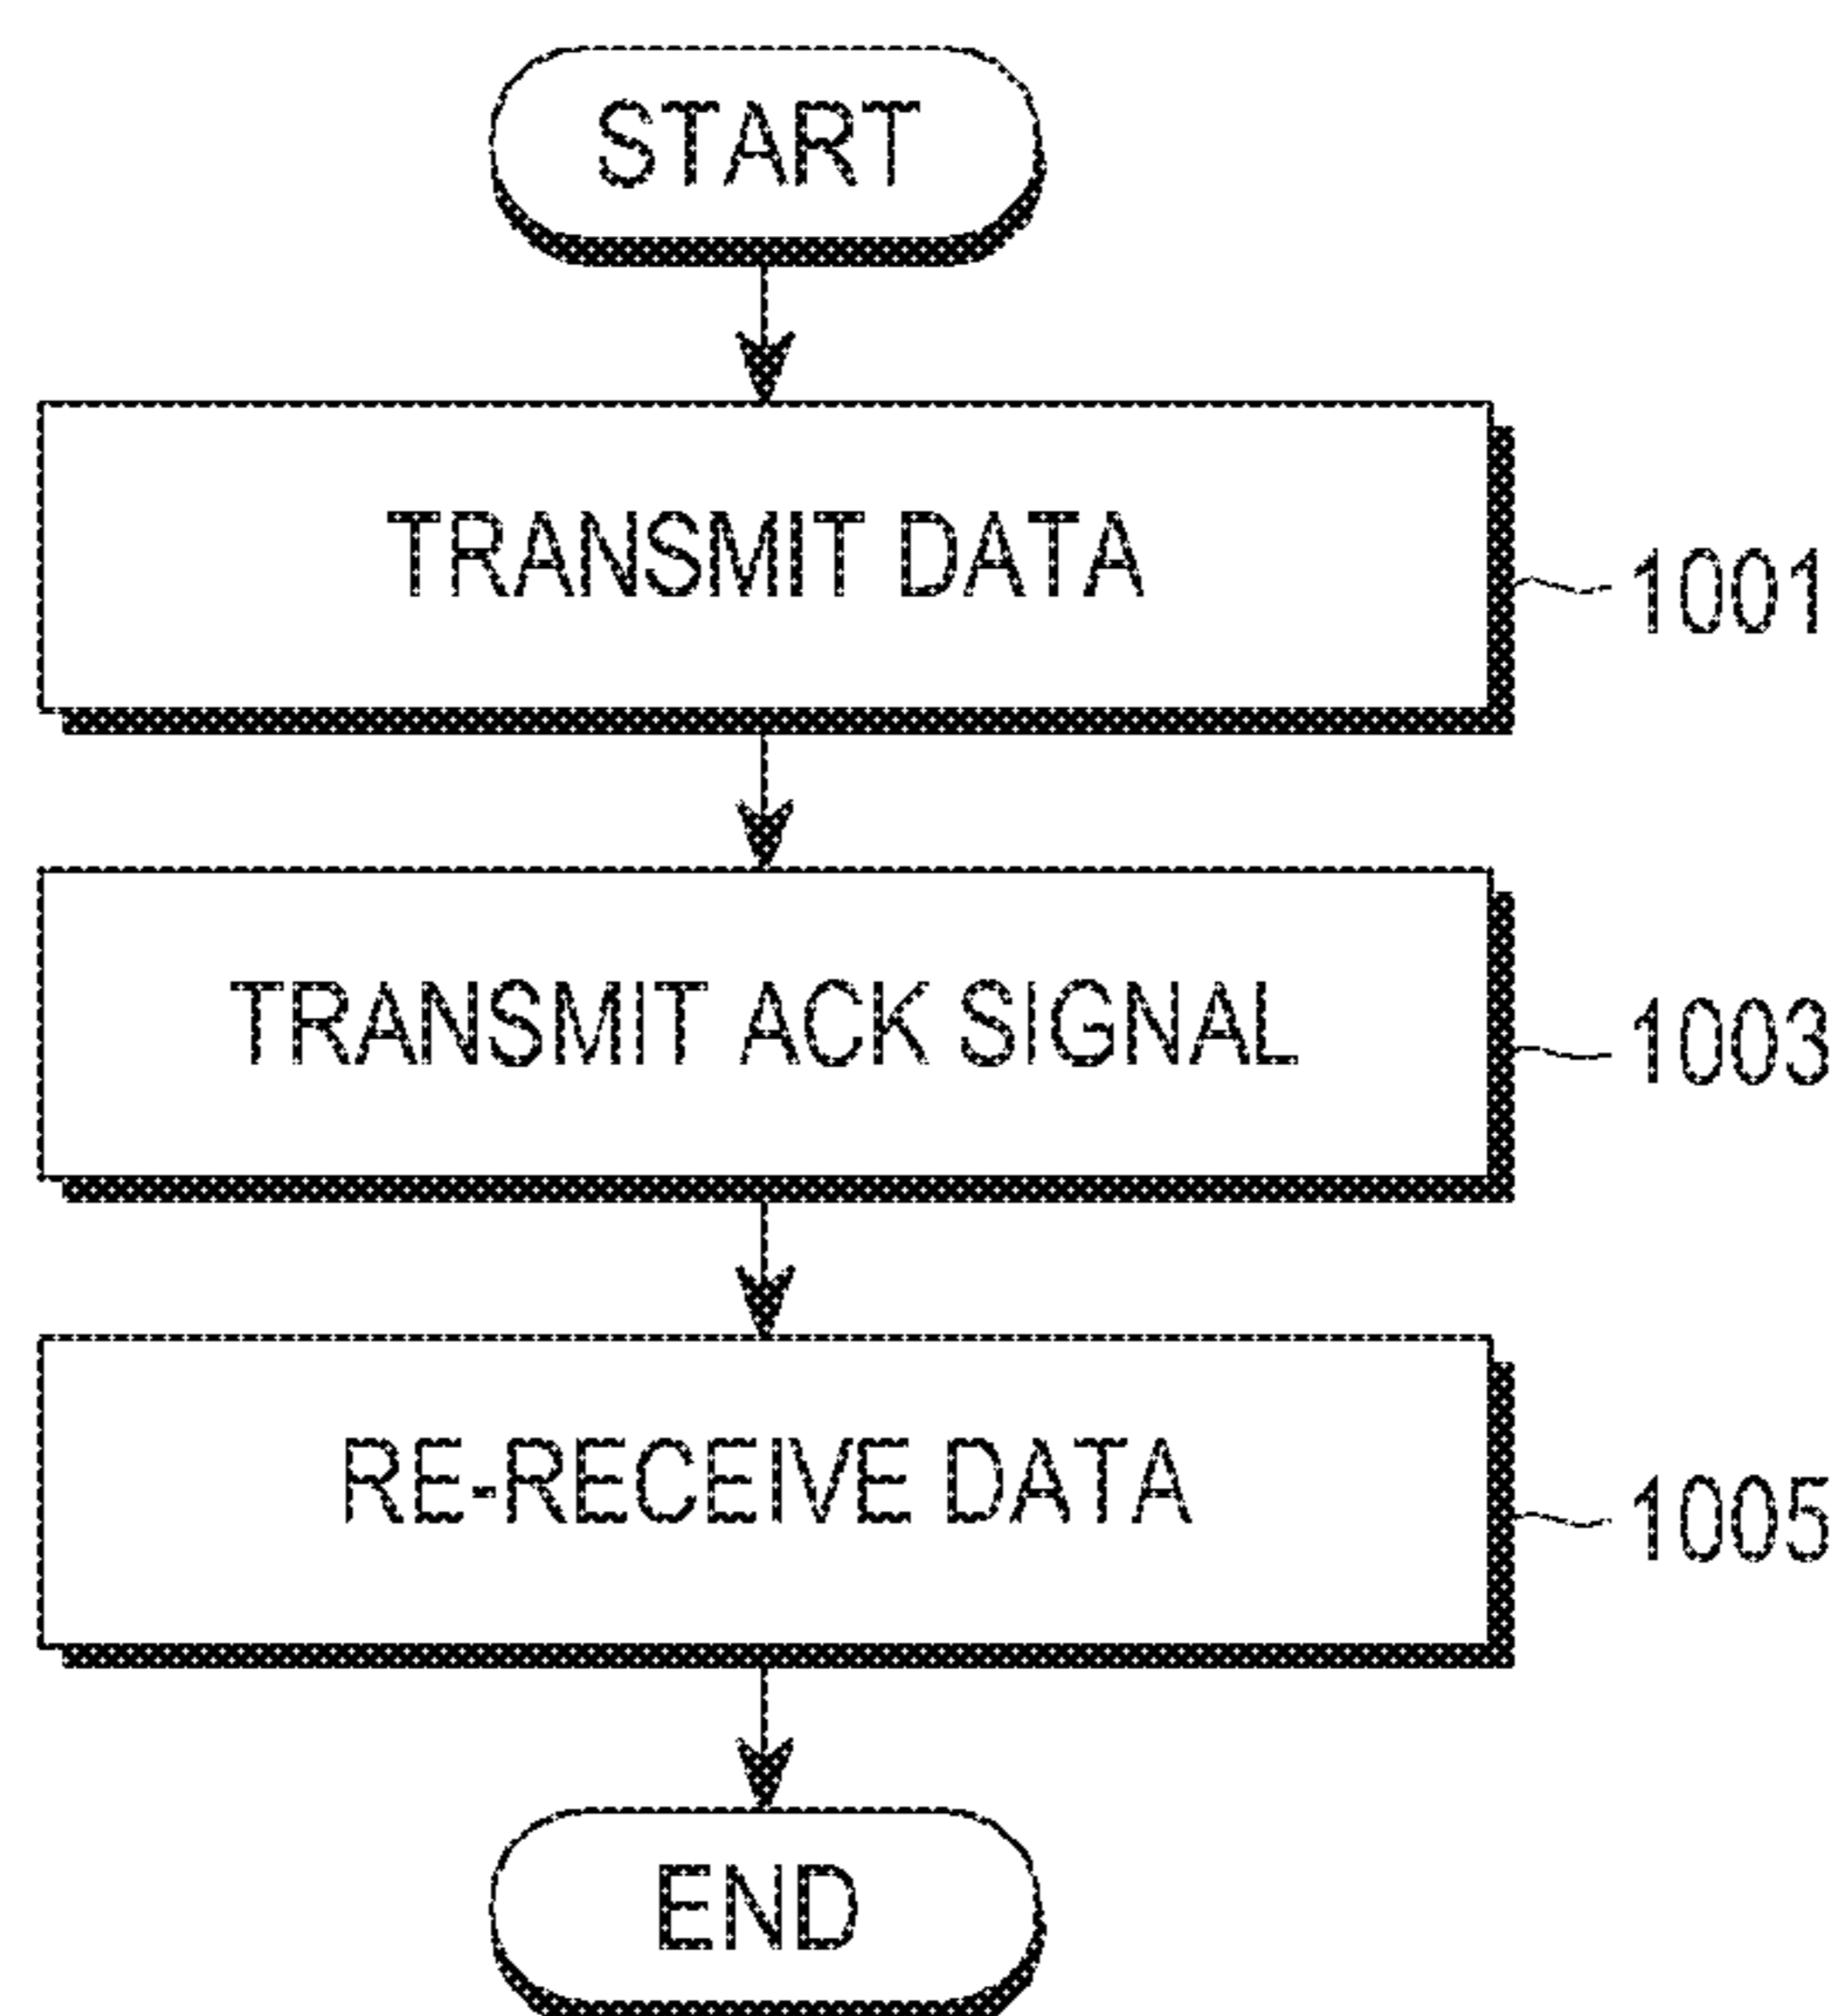 START
TRANSMIT DATA
1001
TRANSMIT ACK SIGNAL
1003
RE-RECEIVE DATA
1005
END